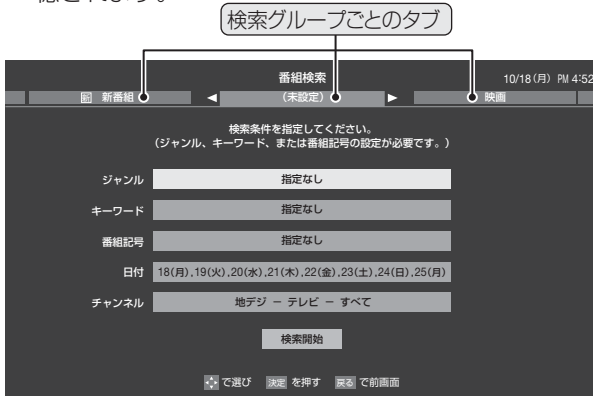 検索グループごとのタブ
番組検索 10/18(月) PM 4:52
新 新番組 ◀ (未設定) ▶ 映画
検索条件を指定してください。
(ジャンル、キーワード、または番組記号の設定が必要です。)
ジャンル 指定なし
キーワード 指定なし
番組記号 指定なし
日付 18(月),19(火),20(水),21(木),22(金),23(土),24(日),25(月)
チャンネル 地デジ － テレビ － すべて
検索開始
で選び 決定 を押す 戻る で前画面